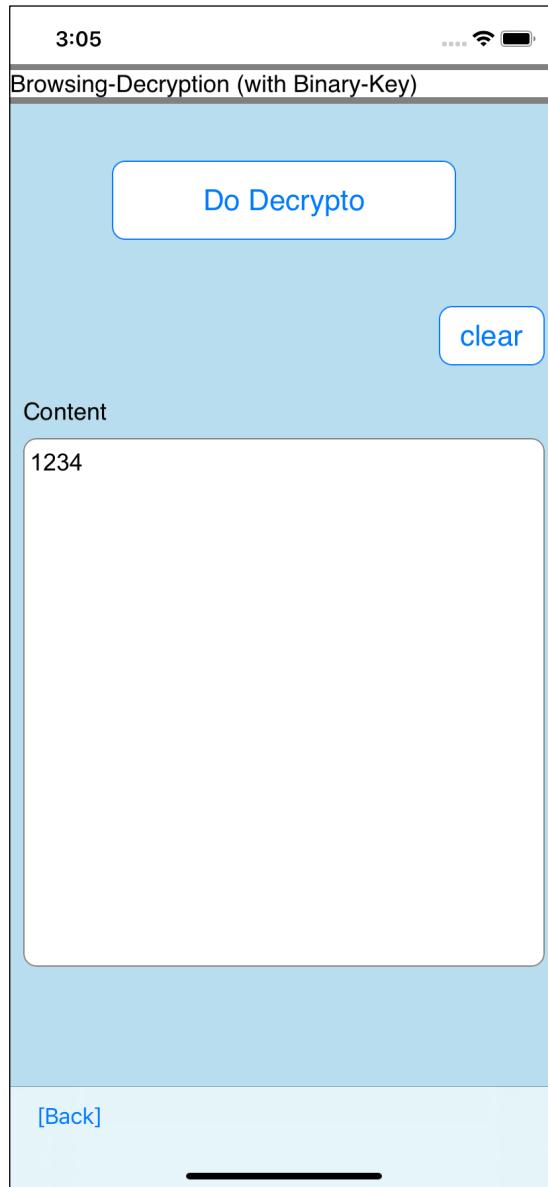 3:05
Browsing-Decryption (with Binary-Key)
Do Decrypto
clear
Content
1234
[Back]